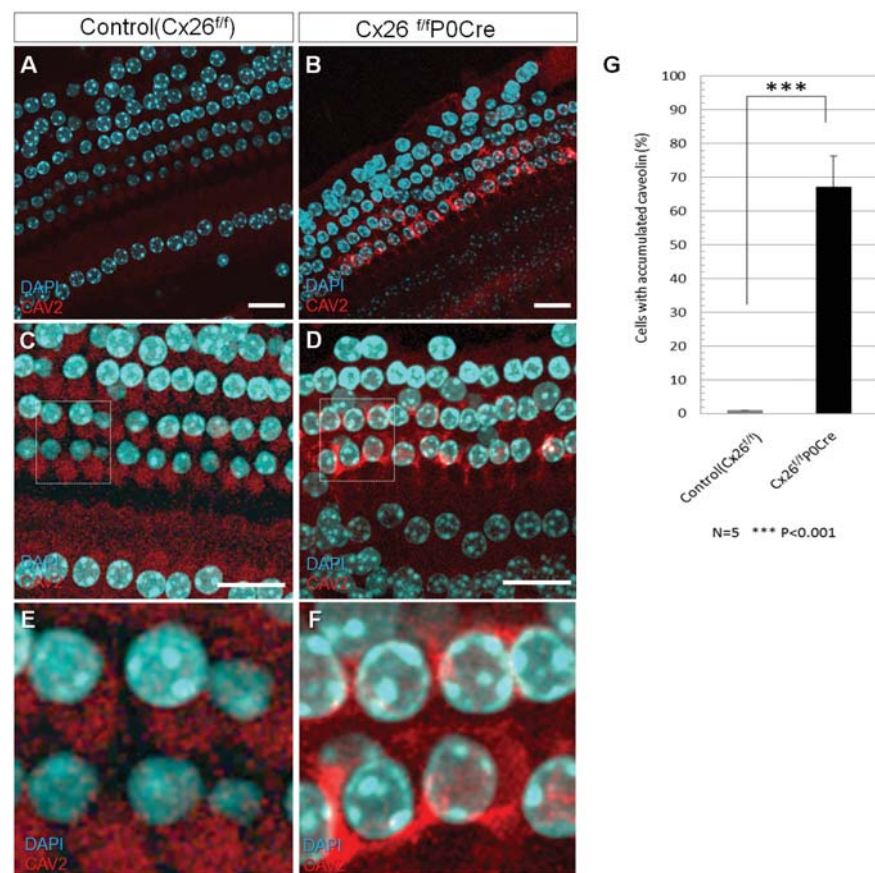 Control(Cx26f/f)
Cx26 f/fP0Cre
A
DAPI
CAV2
B
DAPI
CAV2
C
DAPI
CAV2
D
DAPI
CAV2
E
DAPI
CAV2
F
DAPI
CAV2
G
Cells with accumulated caveolin (%)
100
90
80
70
60
50
40
30
20
10
0
***
Control(Cx26f/f)
Cx26f/fP0Cre
N=5 *** P<0.001